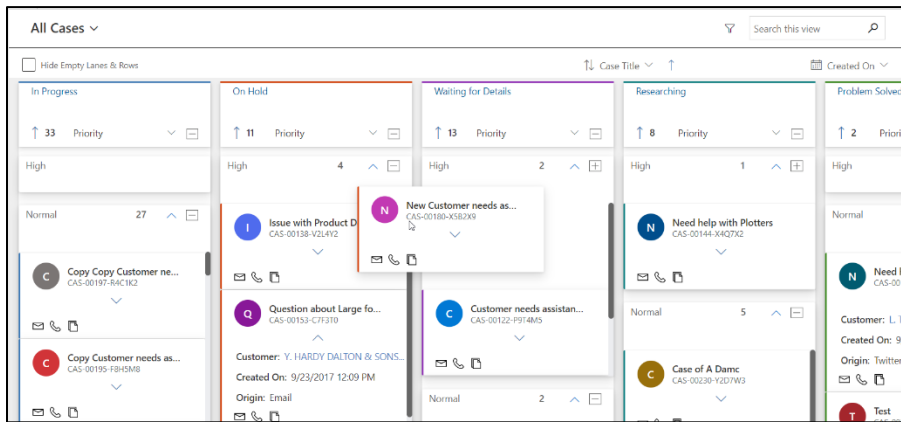 All Cases
Search this view
Hide Empty Lanes & Rows
Case Title
Created On
In Progress
33 Priority
High
Normal 27
C
Copy Copy Customer ne...
CAS-00197-R4C1K2
C
Copy Customer needs as...
CAS-00195-F8H5M8
On Hold
11 Priority
High 4
I
Issue with Product D
CAS-00138-V2L4Y2
Q
Question about Large fo...
CAS-00153-C7F3T0
Customer: Y. HARDY DALTON & SONS...
Created On: 9/23/2017 12:09 PM
Origin: Email
Waiting for Details
13 Priority
High 2
N
New Customer needs as...
CAS-00180-X5B2X9
C
Customer needs assistan...
CAS-00122-P9T4M5
Normal 2
Researching
8 Priority
High 1
N
Need help with Plotters
CAS-00144-X4Q7X2
Normal 5
C
Case of A Damc
CAS-00230-Y2D7W3
Problem Solved
2 Priori
High
Normal
N
Need
CAS-00
Customer: L.
Created On: 9
Origin: Twitter
T
Test